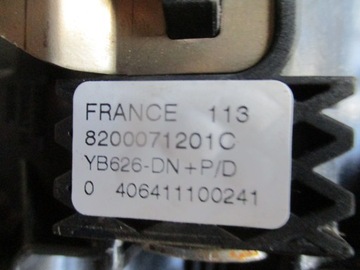 FRANCE 113
8200071201C
YB626-DN+P/D
0 406411100241